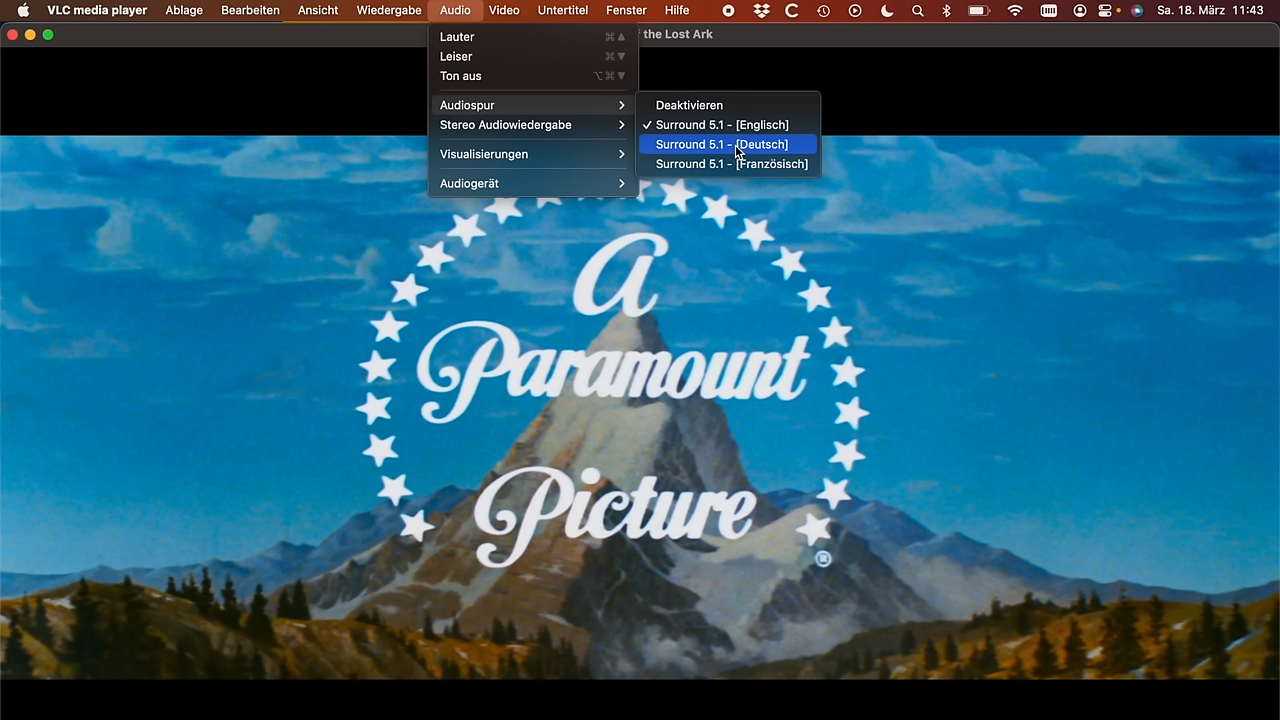 VLC media player Ablage Bearbeiten Ansicht Wiedergabe Audio Video Untertitel Fenster Hilfe Sa. 18. März 11:43
the Lost Ark
Lauter ⌘▲
Leiser ⌘▼
Ton aus ⌥⌘▼
Audiospur
Stereo Audiowiedergabe
Visualisierungen
Audiogerät
Deaktivieren
✓ Surround 5.1 - [Englisch]
Surround 5.1 - [Deutsch]
Surround 5.1 - [Französisch]
A
Paramount
Picture
®